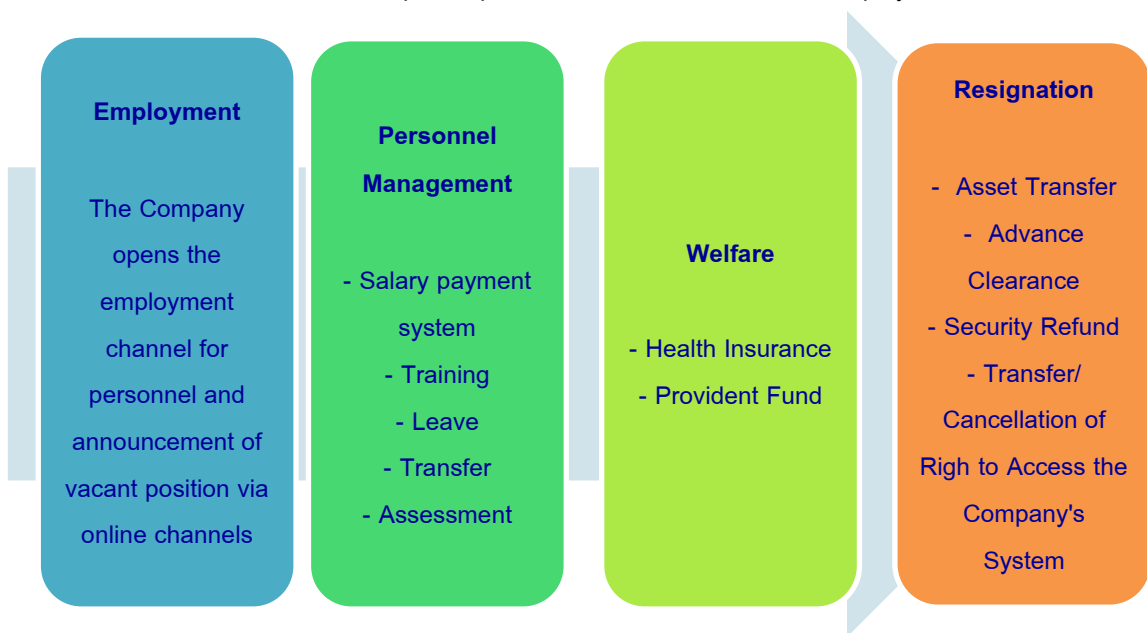 Employment
The Company
opens the
employment
channel for
personnel and
announcement of
vacant position via
online channels
Personnel
Management
- Salary payment
system
- Training
- Leave
- Transfer
- Assessment
Welfare
- Health Insurance
- Provident Fund
Resignation
- Asset Transfer
- Advance
Clearance
- Security Refund
- Transfer/
Cancellation of
Righ to Access the
Company's
System